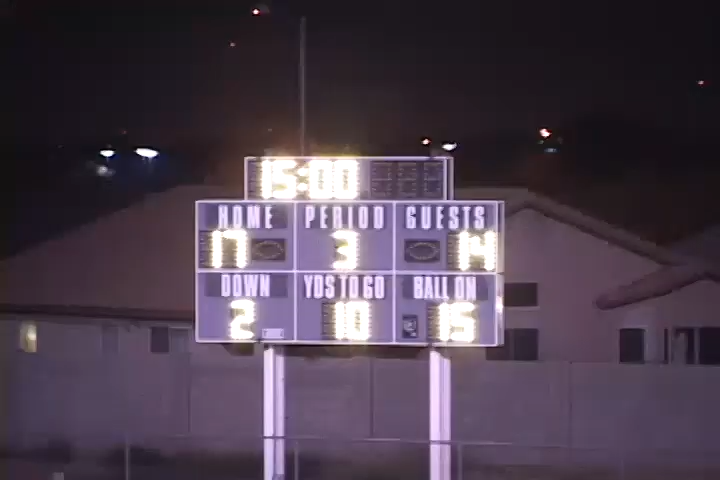 15:00
HOME PERIOD GUESTS
17 3 14
DOWN YDS TO GO BALL ON
2 10 15